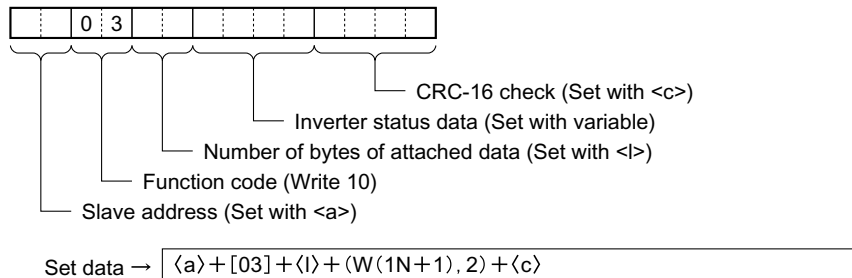 0 3
CRC-16 check (Set with <c>)
Inverter status data (Set with variable)
Number of bytes of attached data (Set with <l>)
Function code (Write 10)
Slave address (Set with <a>)
Set data → 〈a〉+[03]+〈l〉+(W(1N+1), 2)+〈c〉